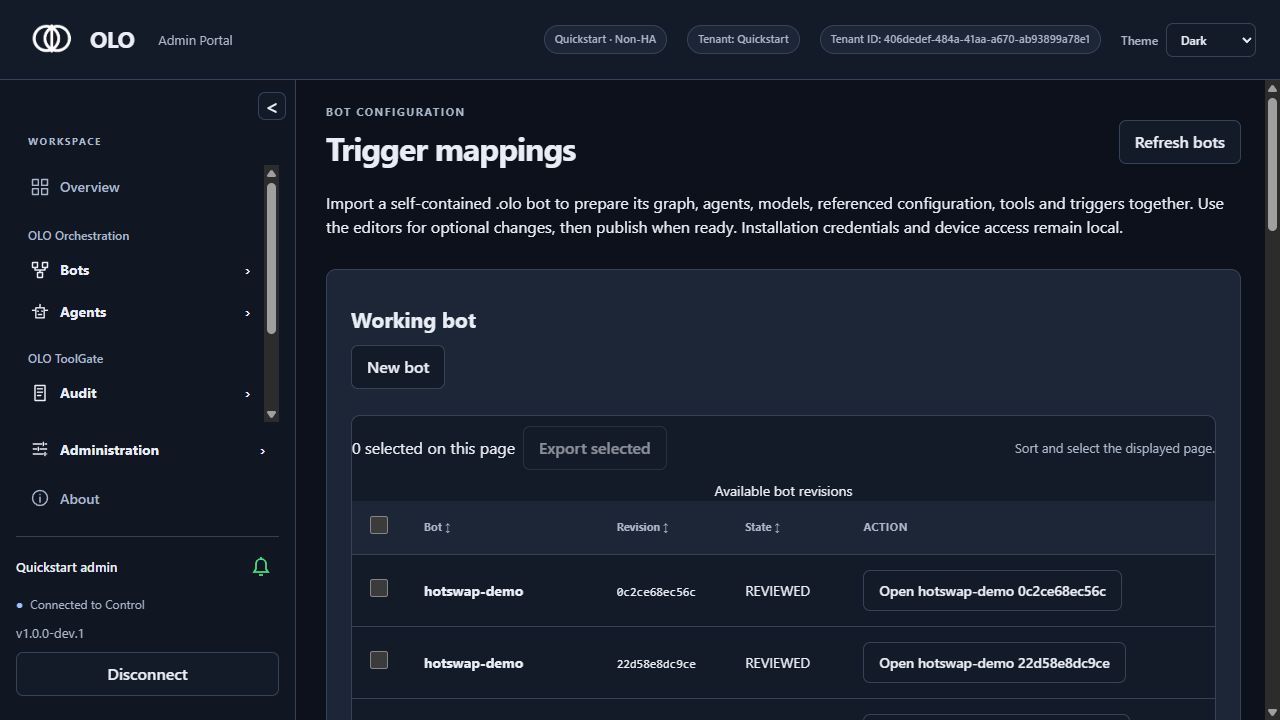 OLO
Admin Portal
Quickstart · Non-HA
Tenant: Quickstart
Tenant ID: 406dedef-484a-41aa-a670-ab93899a78e1
Theme
Dark
<
WORKSPACE
Overview
OLO Orchestration
Bots ›
Agents ›
OLO ToolGate
Audit ›
Administration ›
About
Quickstart admin
Connected to Control
v1.0.0-dev.1
Disconnect
BOT CONFIGURATION
Trigger mappings
Refresh bots
Import a self-contained .olo bot to prepare its graph, agents, models, referenced configuration, tools and triggers together. Use
the editors for optional changes, then publish when ready. Installation credentials and device access remain local.
Working bot
New bot
0 selected on this page
Export selected
Sort and select the displayed page.
Available bot revisions
Bot ↕ Revision ↕ State ↕ ACTION
hotswap-demo 0c2ce68ec56c REVIEWED Open hotswap-demo 0c2ce68ec56c
hotswap-demo 22d58e8dc9ce REVIEWED Open hotswap-demo 22d58e8dc9ce